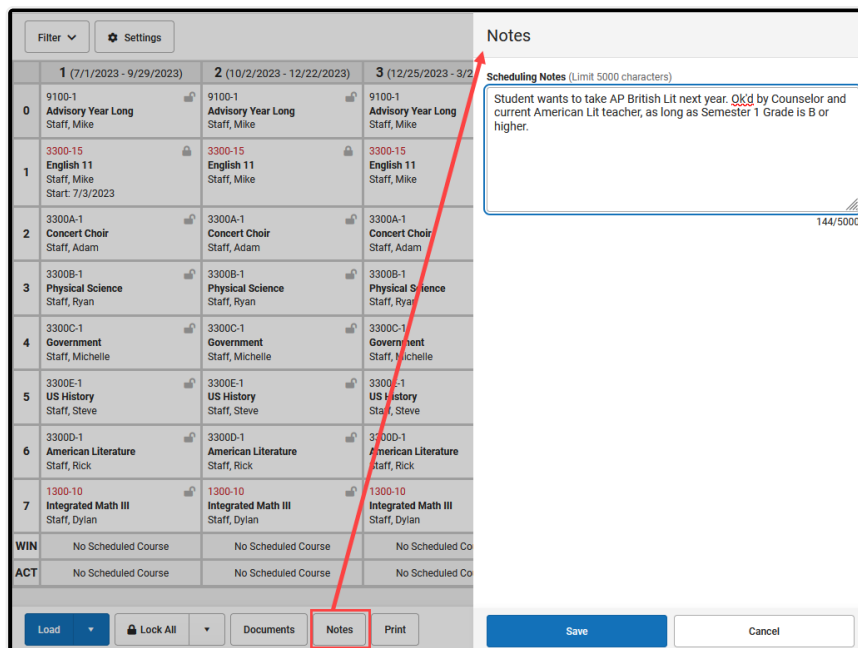 Filter
Settings
1 (7/1/2023 - 9/29/2023)
2 (10/2/2023 - 12/22/2023)
3 (12/25/2023 - 3/2
0
9100-1
Advisory Year Long
Staff, Mike
9100-1
Advisory Year Long
Staff, Mike
9100-1
Advisory Year Long
Staff, Mike
1
3300-15
English 11
Staff, Mike
Start: 7/3/2023
3300-15
English 11
Staff, Mike
3300-15
English 11
Staff, Mike
2
3300A-1
Concert Choir
Staff, Adam
3300A-1
Concert Choir
Staff, Adam
3300A-1
Concert Choir
Staff, Adam
3
3300B-1
Physical Science
Staff, Ryan
3300B-1
Physical Science
Staff, Ryan
3300B-1
Physical Science
Staff, Ryan
4
3300C-1
Government
Staff, Michelle
3300C-1
Government
Staff, Michelle
3300C-1
Government
Staff, Michelle
5
3300E-1
US History
Staff, Steve
3300E-1
US History
Staff, Steve
3300E-1
US History
Staff, Steve
6
3300D-1
American Literature
Staff, Rick
3300D-1
American Literature
Staff, Rick
3300D-1
American Literature
Staff, Rick
7
1300-10
Integrated Math III
Staff, Dylan
1300-10
Integrated Math III
Staff, Dylan
1300-10
Integrated Math III
Staff, Dylan
WIN
No Scheduled Course
No Scheduled Course
No Scheduled Co
ACT
No Scheduled Course
No Scheduled Course
No Scheduled Co
Load
Lock All
Documents
Notes
Print
Notes
Scheduling Notes (Limit 5000 characters)
Student wants to take AP British Lit next year. Ok'd by Counselor and
current American Lit teacher, as long as Semester 1 Grade is B or
higher.
144/5000
Save
Cancel